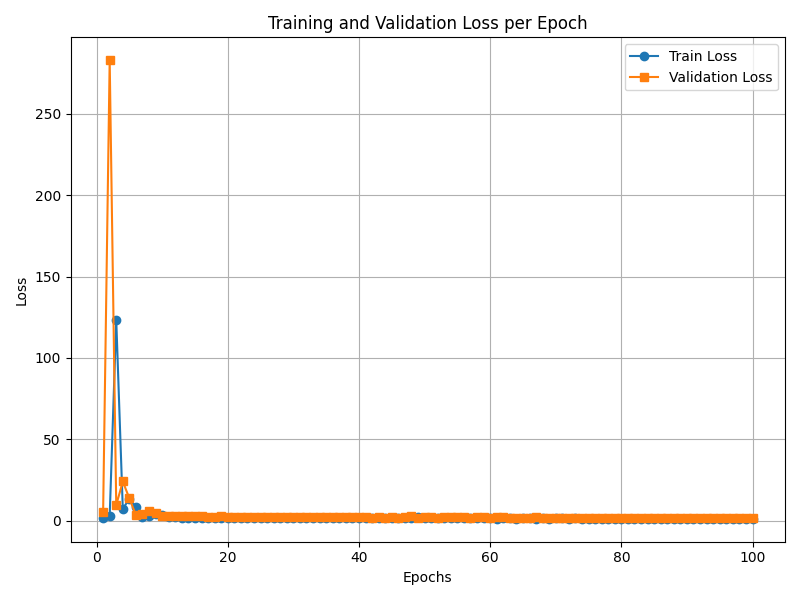 Training and Validation Loss per Epoch
Train Loss
Validation Loss
250
200
150
100
50
0
Loss
0 20 40 60 80 100
Epochs